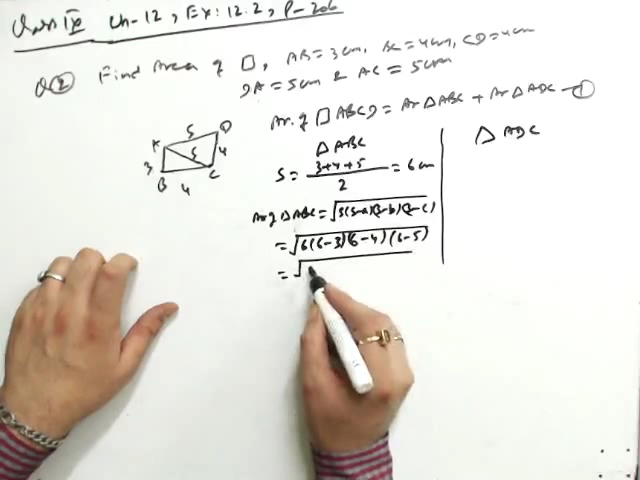 Class IX Ch-12, Ex: 12.2, P-206
Q② Find Area of □, AB = 3cm, BC = 4cm, CD = 4cm
DA = 5cm & AC = 5cm
Ar. of □ ABCD = Ar △ ABC + Ar △ ADC - ①
△ ABC
S = 3+4+5 / 2 = 6 cm
Ar of △ ABC = √s(s-a)(s-b)(s-c)
= √6(6-3)(6-4)(6-5)
= √
△ ADC
5
A
D
5
3
4
B
4
C